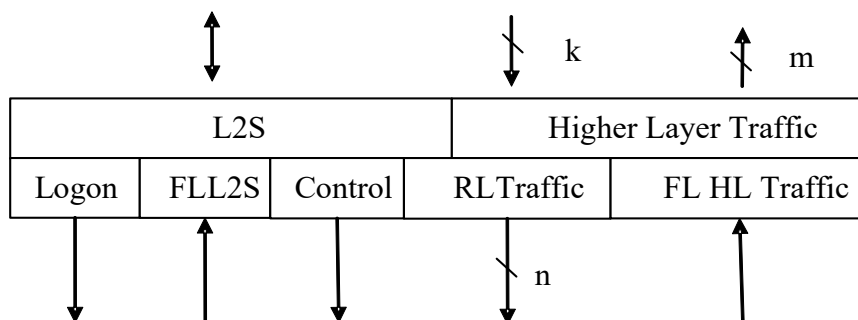 k
m
L2S Higher Layer Traffic
Logon FLL2S Control RLTraffic FL HL Traffic
n